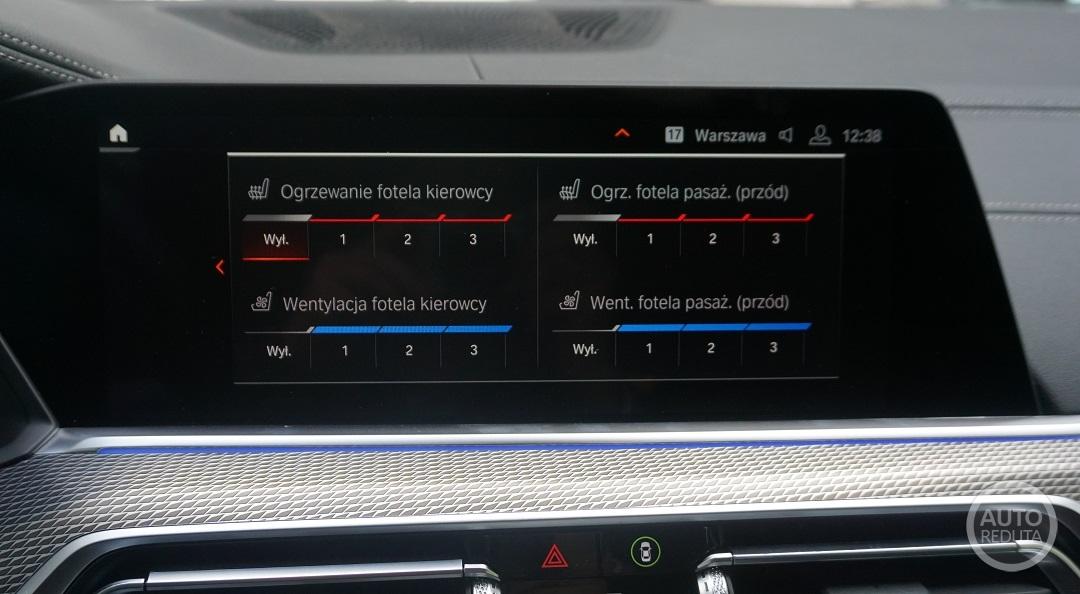 17 Warszawa 12:38
Ogrzewanie fotela kierowcy
Wył. 1 2 3
Ogrz. fotela pasaż. (przód)
Wył. 1 2 3
Wentylacja fotela kierowcy
Wył. 1 2 3
Went. fotela pasaż. (przód)
Wył. 1 2 3
AUTO
REDUTA